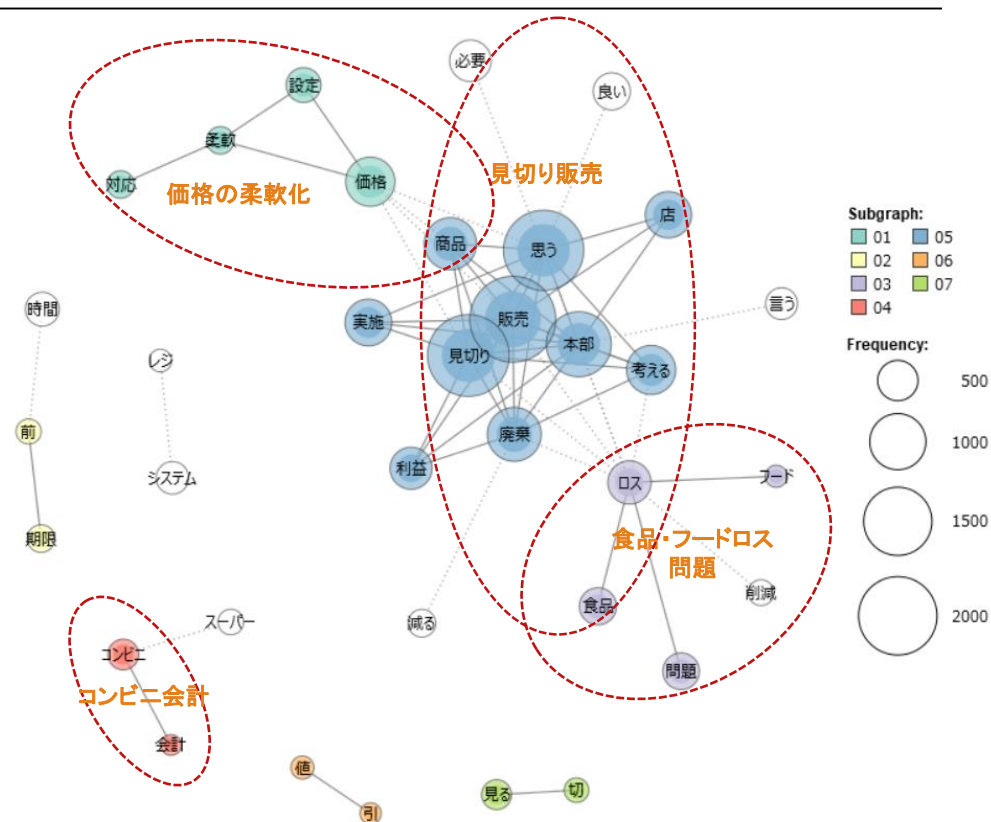 必要
良い
設定
柔軟
対応
価格
価格の柔軟化
見切り販売
店
商品
思う
時間
実施
販売
見切り
本部
言う
考える
レジ
前
廃棄
利益
システム
ロス
フード
期限
食品・フードロス
問題
削減
食品
スーパー
減る
コンビニ
問題
コンビニ会計
会計
値
引
見る
切
Subgraph:
01
05
02
06
03
07
04
Frequency:
500
1000
1500
2000